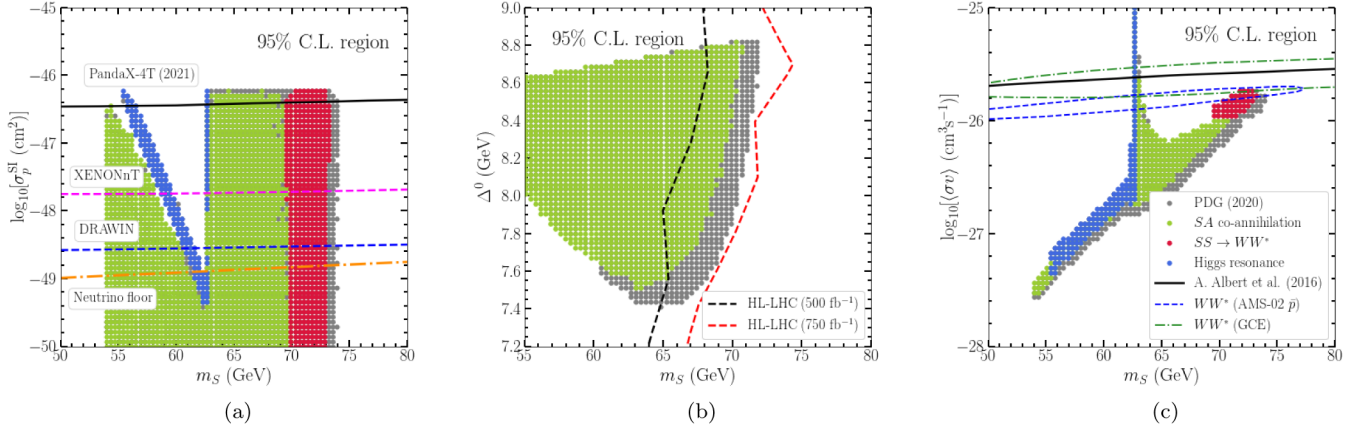 95% C.L. region
PandaX-4T (2021)
XENONnT
DRAWIN
Neutrino floor
log₁₀[σₚ^SI (cm²)]
−45
−46
−47
−48
−49
−50
50 55 60 65 70 75 80
m_S (GeV)
(a)
95% C.L. region
Δ⁰ (GeV)
9.0
8.8
8.6
8.4
8.2
8.0
7.8
7.6
7.4
7.2
HL-LHC (500 fb⁻¹)
HL-LHC (750 fb⁻¹)
55 60 65 70 75 80
m_S (GeV)
(b)
95% C.L. region
log₁₀[⟨σv⟩ (cm³s⁻¹)]
−25
−26
−27
−28
PDG (2020)
SA co-annihilation
SS → WW*
Higgs resonance
A. Albert et al. (2016)
WW* (AMS-02 p̄)
WW* (GCE)
50 55 60 65 70 75 80
m_S (GeV)
(c)